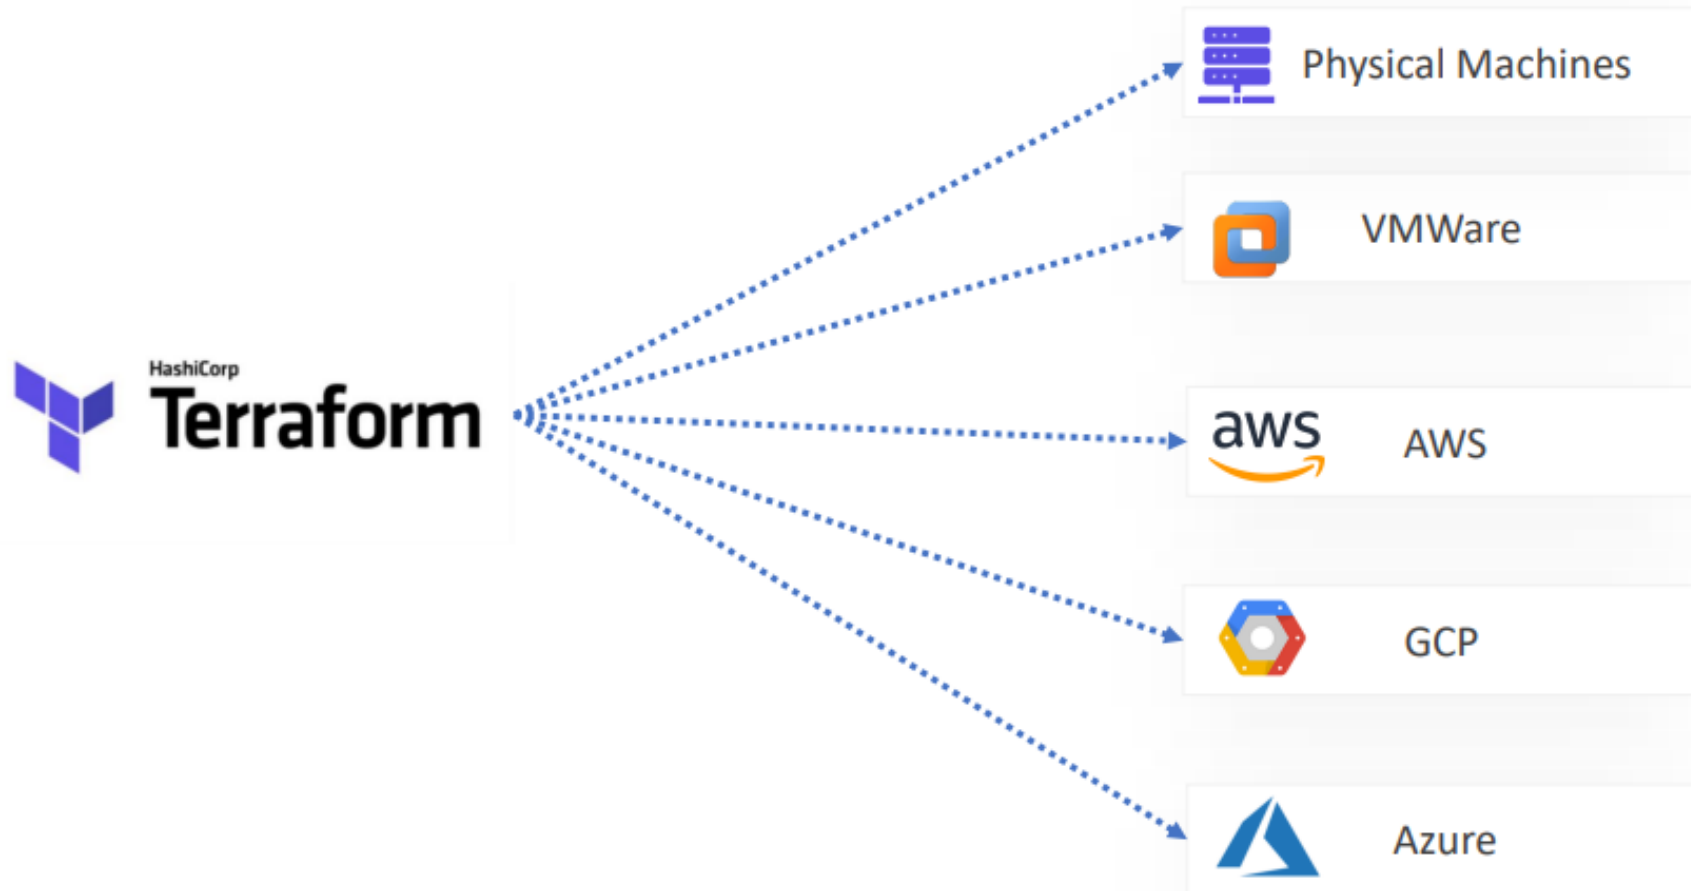 HashiCorp
Terraform
Physical Machines
VMWare
aws
AWS
GCP
Azure